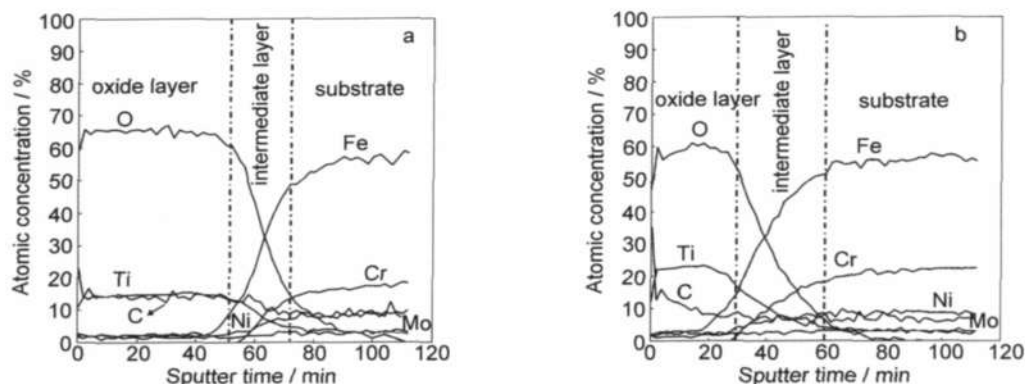 a
oxide layer
intermediate layer
substrate
O
Fe
Ti
C
Ni
Cr
Mo
Atomic concentration / %
100
90
80
70
60
50
40
30
20
10
0
0 20 40 60 80 100 120
Sputter time / min
b
oxide layer
intermediate layer
substrate
O
Fe
Ti
C
Cr
Ni
Mo
Atomic concentration / %
100
90
80
70
60
50
40
30
20
10
0
0 20 40 60 80 100 120
Sputter time / min